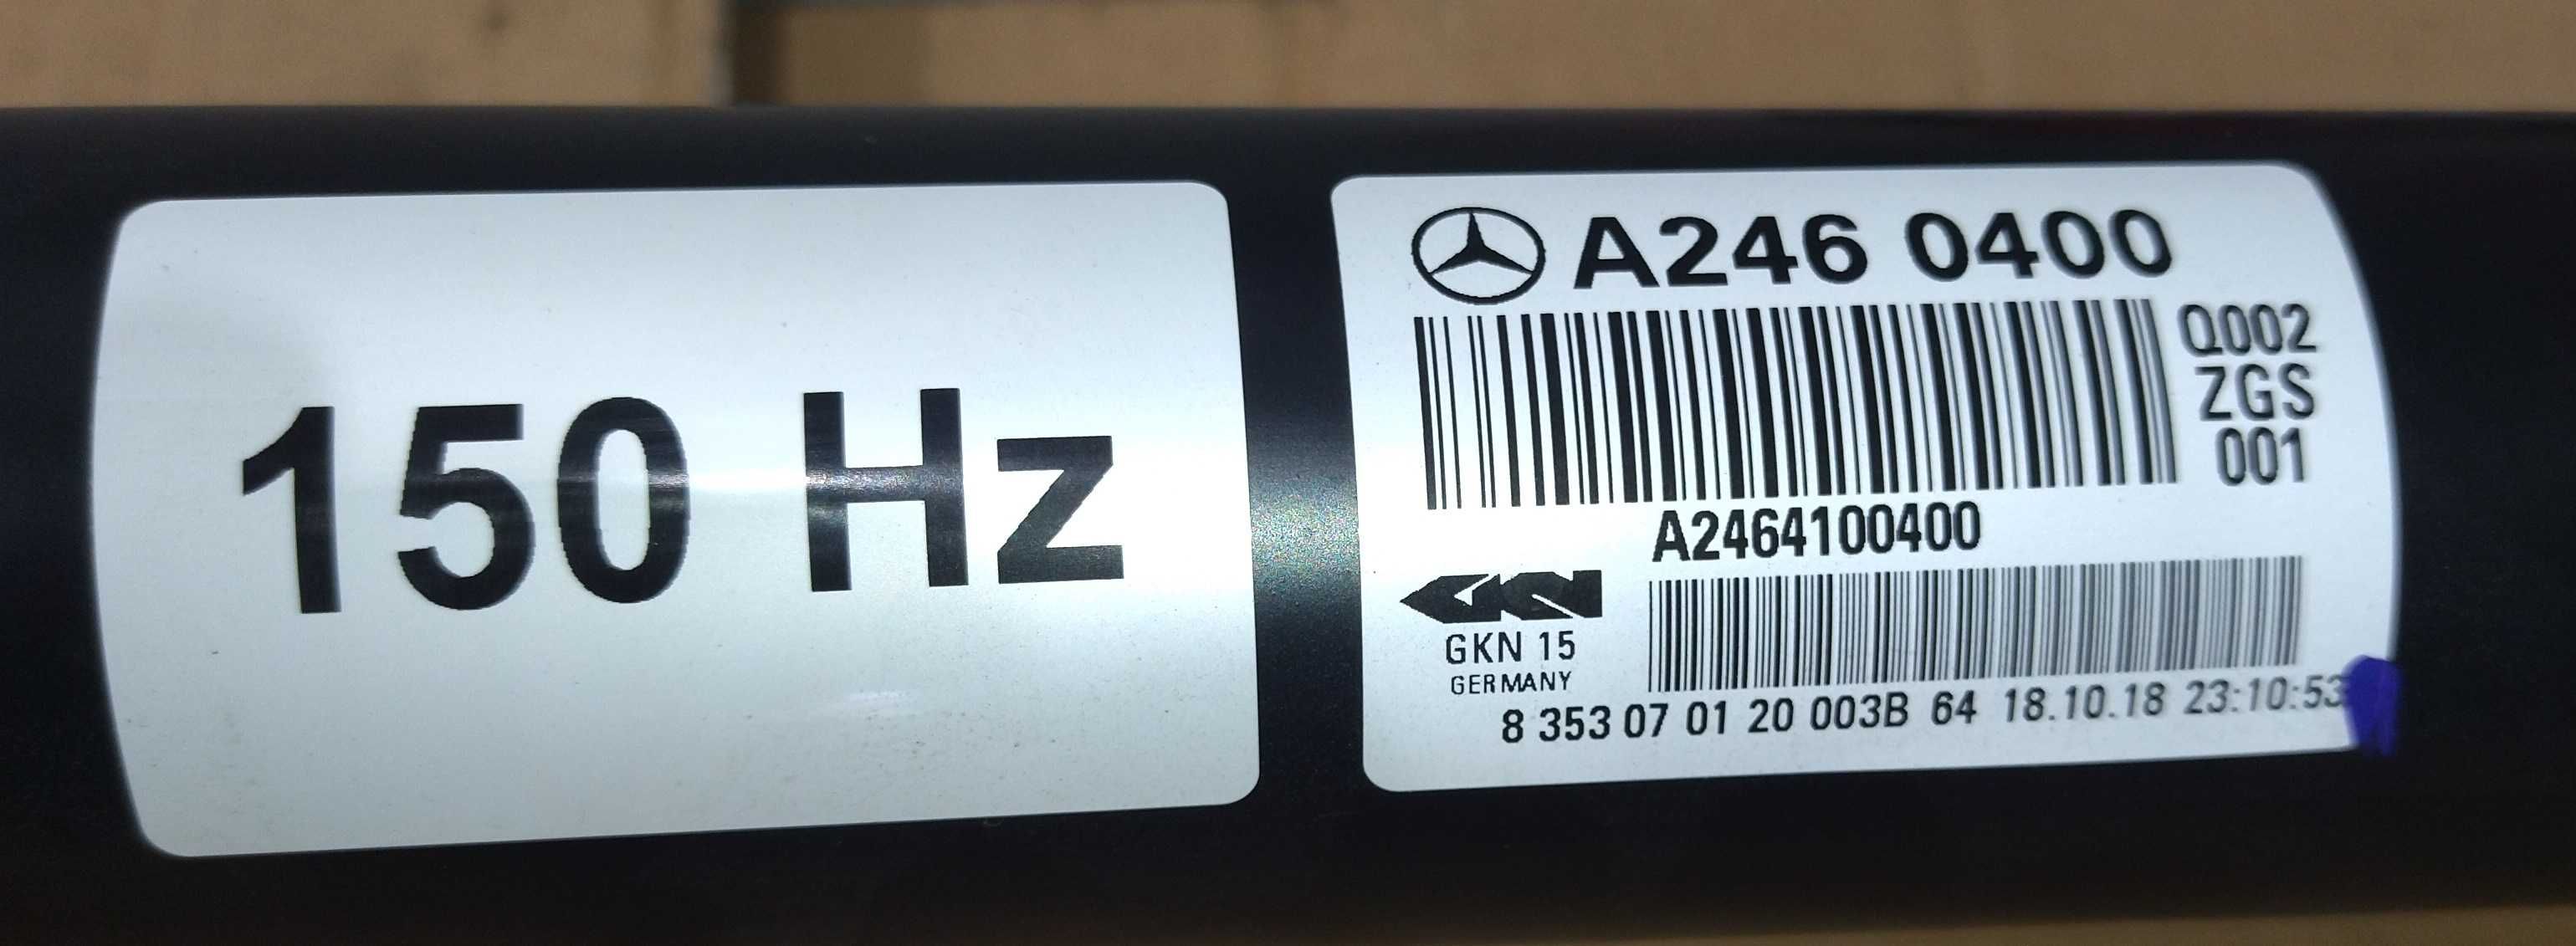 150 Hz
A246 0400
Q002
ZGS
001
A2464100400
GKN
GKN 15
GERMANY
8 353 07 01 20 003B 64 18.10.18 23:10:53